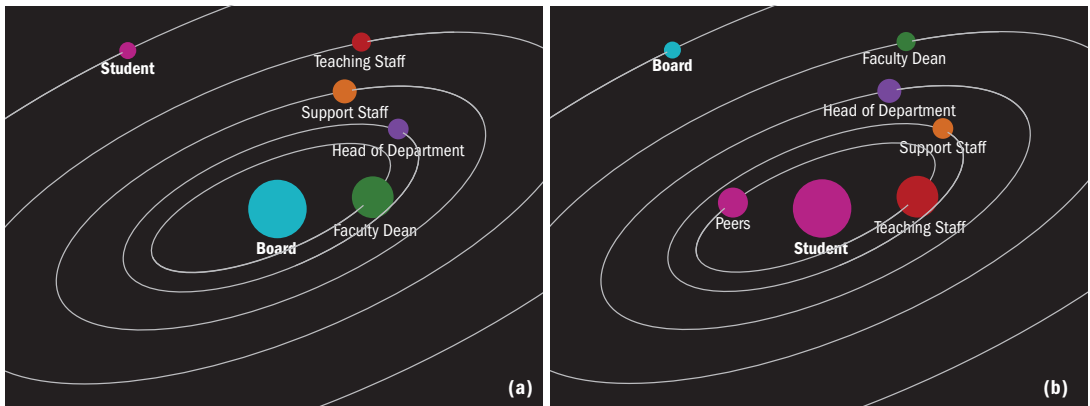 Student
Teaching Staff
Support Staff
Head of Department
Faculty Dean
Board
(a)
Board
Faculty Dean
Head of Department
Support Staff
Peers
Teaching Staff
Student
(b)